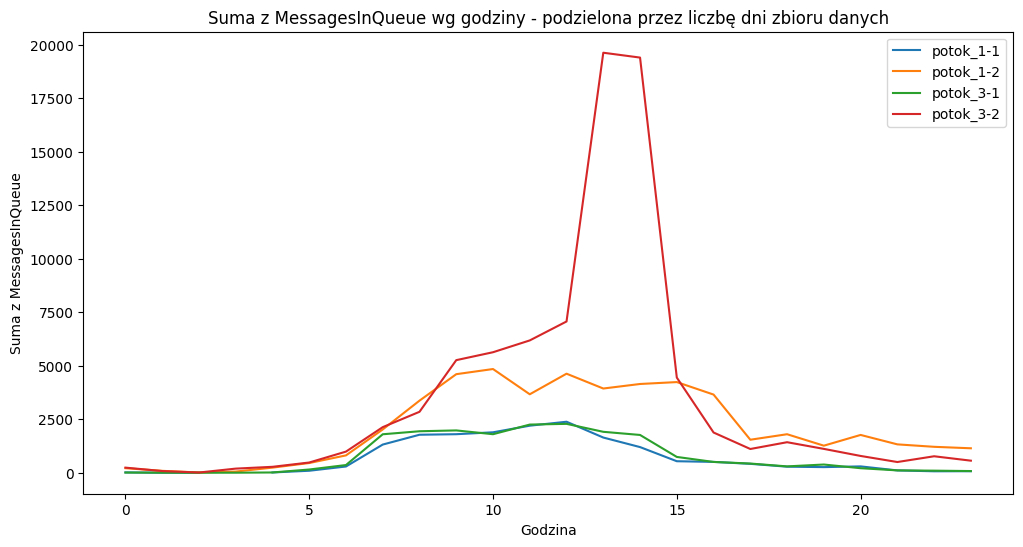 Suma z MessagesInQueue wg godziny - podzielona przez liczbę dni zbioru danych
potok_1-1
potok_1-2
potok_3-1
potok_3-2
Suma z MessagesInQueue
20000
17500
15000
12500
10000
7500
5000
2500
0
0 5 10 15 20
Godzina